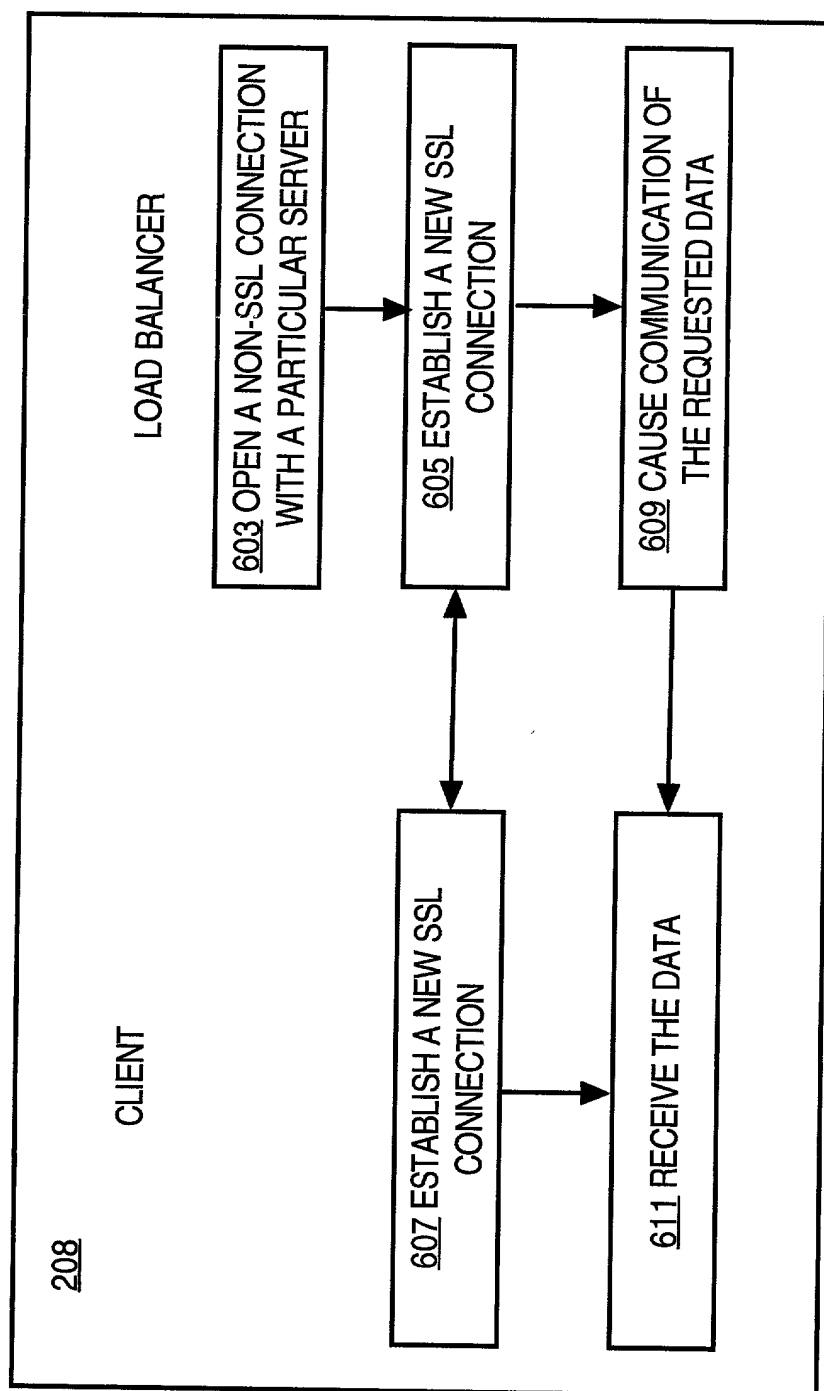 208
CLIENT
LOAD BALANCER
603 OPEN A NON-SSL CONNECTION
WITH A PARTICULAR SERVER
607 ESTABLISH A NEW SSL
CONNECTION
605 ESTABLISH A NEW SSL
CONNECTION
611 RECEIVE THE DATA
609 CAUSE COMMUNICATION OF
THE REQUESTED DATA